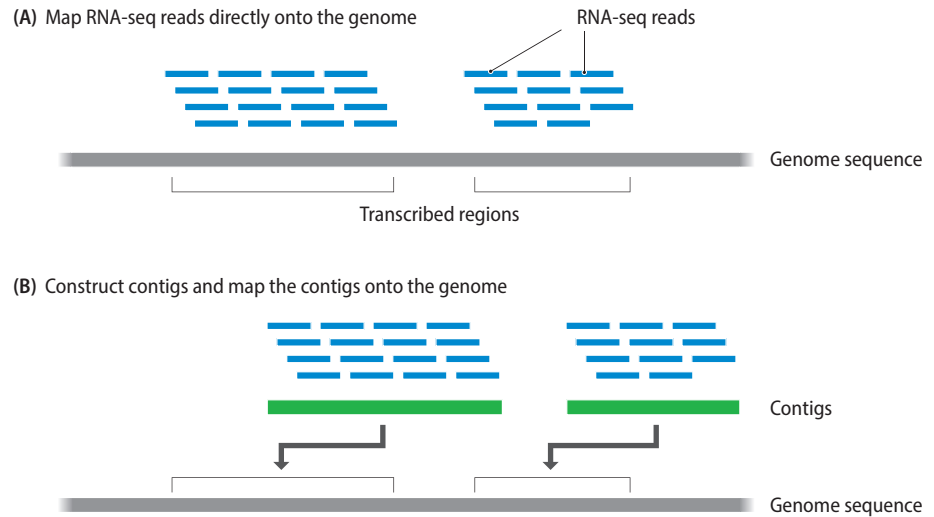 (A) Map RNA-seq reads directly onto the genome
RNA-seq reads
Genome sequence
Transcribed regions
(B) Construct contigs and map the contigs onto the genome
Contigs
Genome sequence